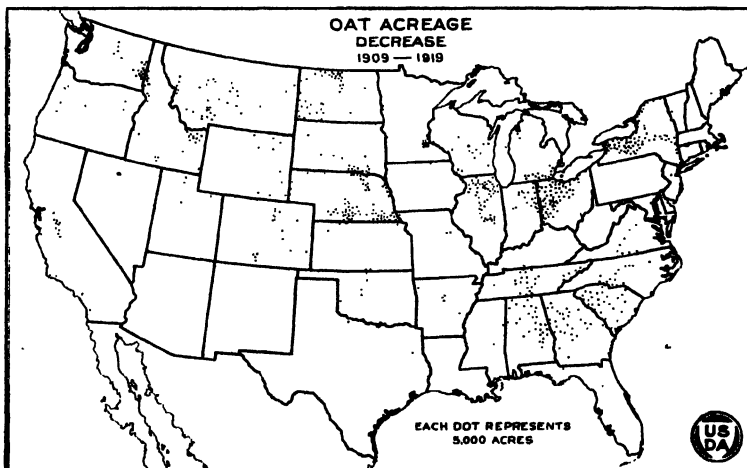 OAT ACREAGE
DECREASE
1909 — 1919
EACH DOT REPRESENTS
5,000 ACRES
US
DA